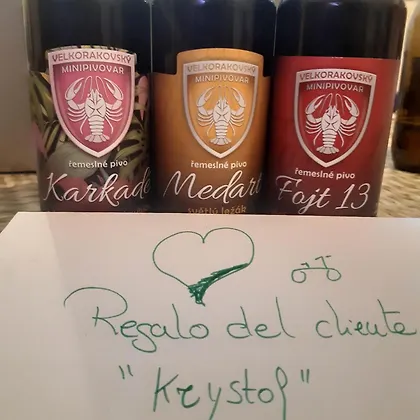 VELKORAKOVSKÝ
MINIPIVOVAR
řemeslné pivo
Karkade
VELKORAKOVSKÝ
MINIPIVOVAR
řemeslné pivo
Medard
světlý ležák
VELKORAKOVSKÝ
MINIPIVOVAR
řemeslné pivo
Fojt 13
Regalo del cliente
"Krystof"